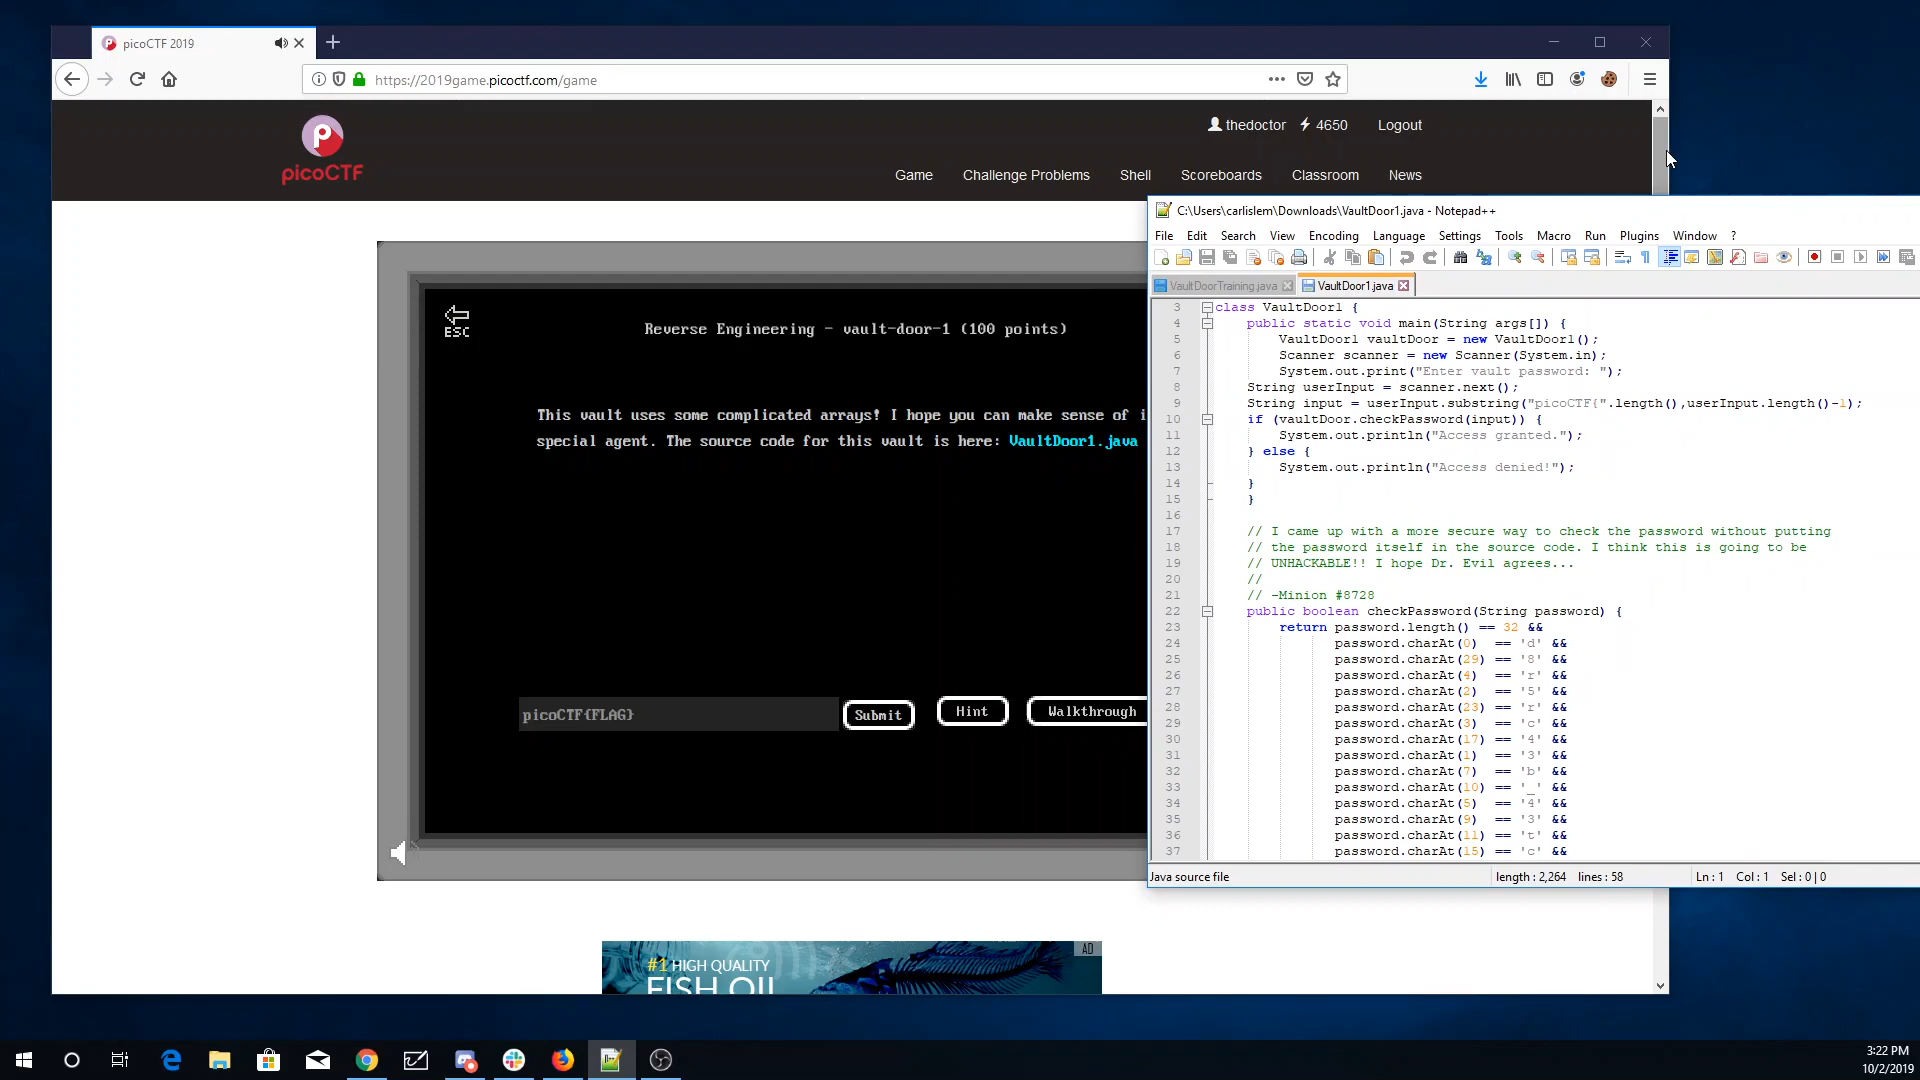 picoCTF 2019
https://2019game.picoctf.com/game
picoCTF
thedoctor 4650 Logout
Game Challenge Problems Shell Scoreboards Classroom News
ESC
Reverse Engineering - vault-door-1 (100 points)
This vault uses some complicated arrays! I hope you can make sense of i
special agent. The source code for this vault is here: VaultDoor1.java
picoCTF{FLAG}
Submit
Hint
Walkthrough
AD
#1 HIGH QUALITY
FISH OIL
C:\Users\carlislem\Downloads\VaultDoor1.java - Notepad++
File Edit Search View Encoding Language Settings Tools Macro Run Plugins Window ?
VaultDoorTraining.java VaultDoor1.java
3 class VaultDoor1 {
4 public static void main(String args[]) {
5 VaultDoor1 vaultDoor = new VaultDoor1();
6 Scanner scanner = new Scanner(System.in);
7 System.out.print("Enter vault password: ");
8 String userInput = scanner.next();
9 String input = userInput.substring("picoCTF{".length(),userInput.length()-1);
10 if (vaultDoor.checkPassword(input)) {
11 System.out.println("Access granted.");
12 } else {
13 System.out.println("Access denied!");
14 }
15 }
16
17 // I came up with a more secure way to check the password without putting
18 // the password itself in the source code. I think this is going to be
19 // UNHACKABLE!! I hope Dr. Evil agrees...
20 //
21 // -Minion #8728
22 public boolean checkPassword(String password) {
23 return password.length() == 32 &&
24 password.charAt(0) == 'd' &&
25 password.charAt(29) == '8' &&
26 password.charAt(4) == 'r' &&
27 password.charAt(2) == '5' &&
28 password.charAt(23) == 'r' &&
29 password.charAt(3) == 'c' &&
30 password.charAt(17) == '4' &&
31 password.charAt(1) == '3' &&
32 password.charAt(7) == 'b' &&
33 password.charAt(10) == '_' &&
34 password.charAt(5) == '4' &&
35 password.charAt(9) == '3' &&
36 password.charAt(11) == 't' &&
37 password.charAt(15) == 'c' &&
Java source file length : 2,264 lines : 58 Ln : 1 Col : 1 Sel : 0 | 0
3:22 PM
10/2/2019